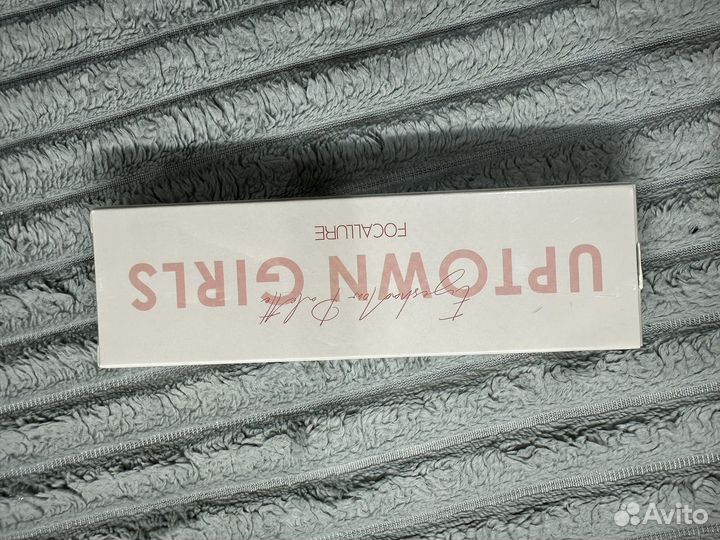 UPTOWN GIRLS
Eyeshadow Palette
FOCALLURE
Avito